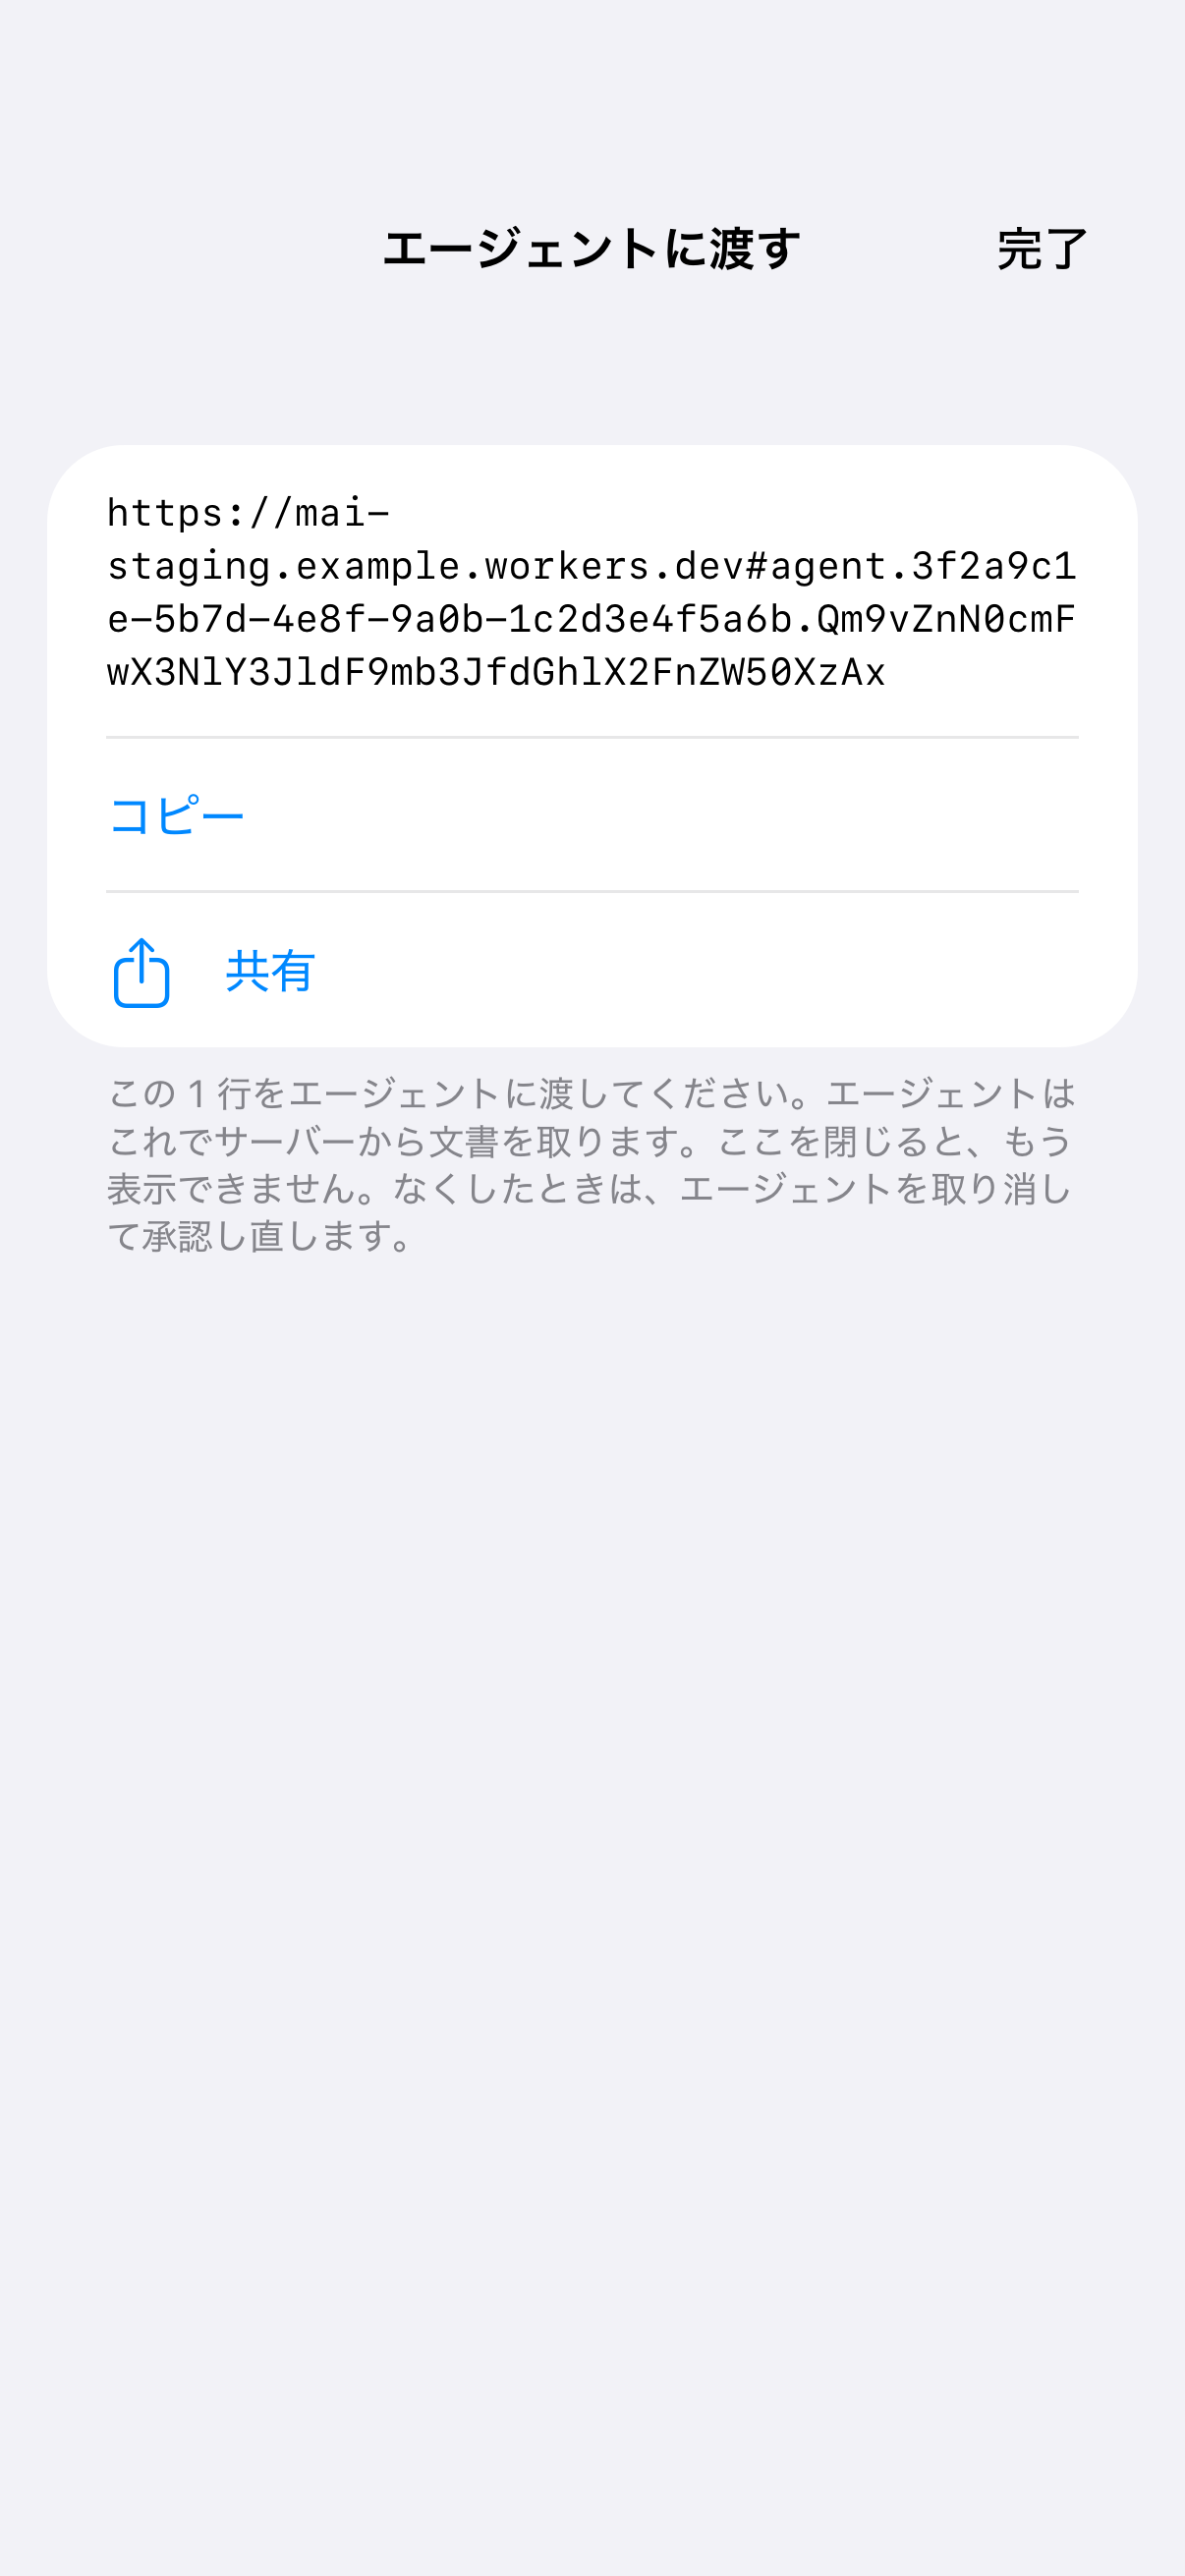 エージェントに渡す
完了
https://mai-
staging.example.workers.dev#agent.3f2a9c1
e-5b7d-4e8f-9a0b-1c2d3e4f5a6b.Qm9vZnN0cmF
wX3NlY3JldF9mb3JfdGhlX2FnZW50XzAx
コピー
共有
この 1 行をエージェントに渡してください。エージェントは
これでサーバーから文書を取ります。ここを閉じると、もう
表示できません。なくしたときは、エージェントを取り消し
て承認し直します。